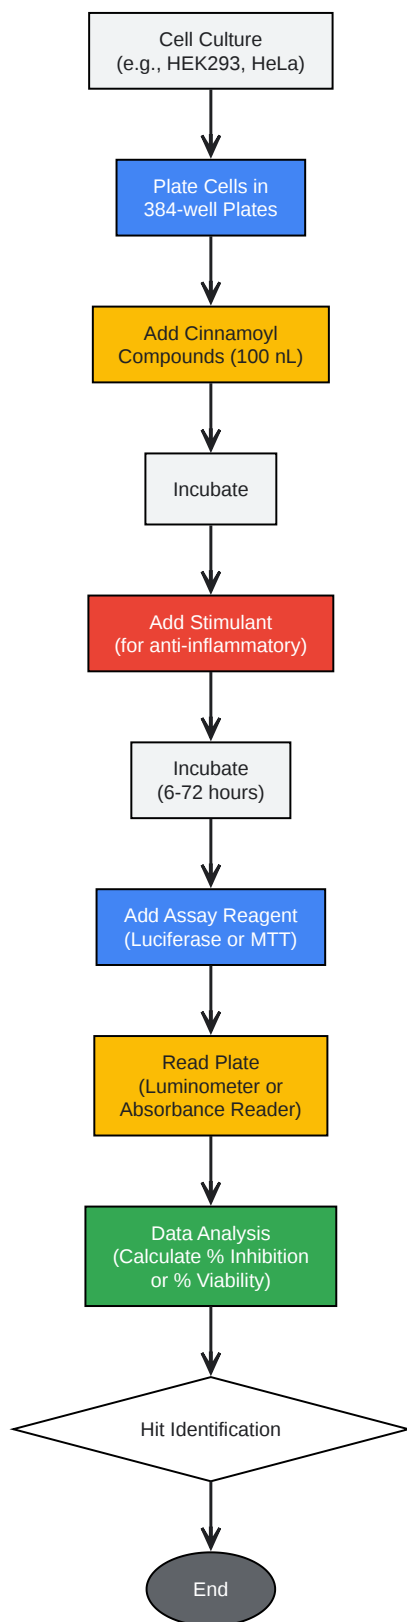 Cell Culture
(e.g., HEK293, HeLa)
Plate Cells in
384-well Plates
Add Cinnamoyl
Compounds (100 nL)
Incubate
Add Stimulant
(for anti-inflammatory)
Incubate
(6-72 hours)
Add Assay Reagent
(Luciferase or MTT)
Read Plate
(Luminometer or
Absorbance Reader)
Data Analysis
(Calculate % Inhibition
or % Viability)
Hit Identification
End